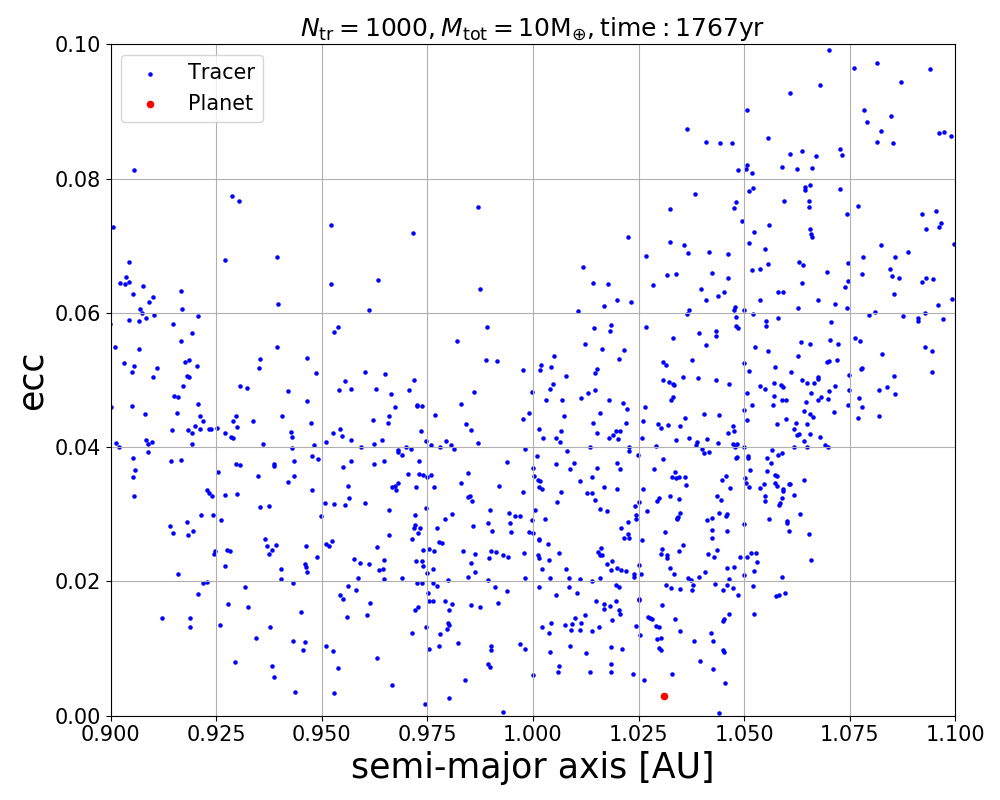 N_tr = 1000, M_tot = 10M_⊕, time : 1767yr
Tracer
Planet
0.10
0.08
0.06
0.04
0.02
0.00
ecc
0.900 0.925 0.950 0.975 1.000 1.025 1.050 1.075 1.100
semi-major axis [AU]